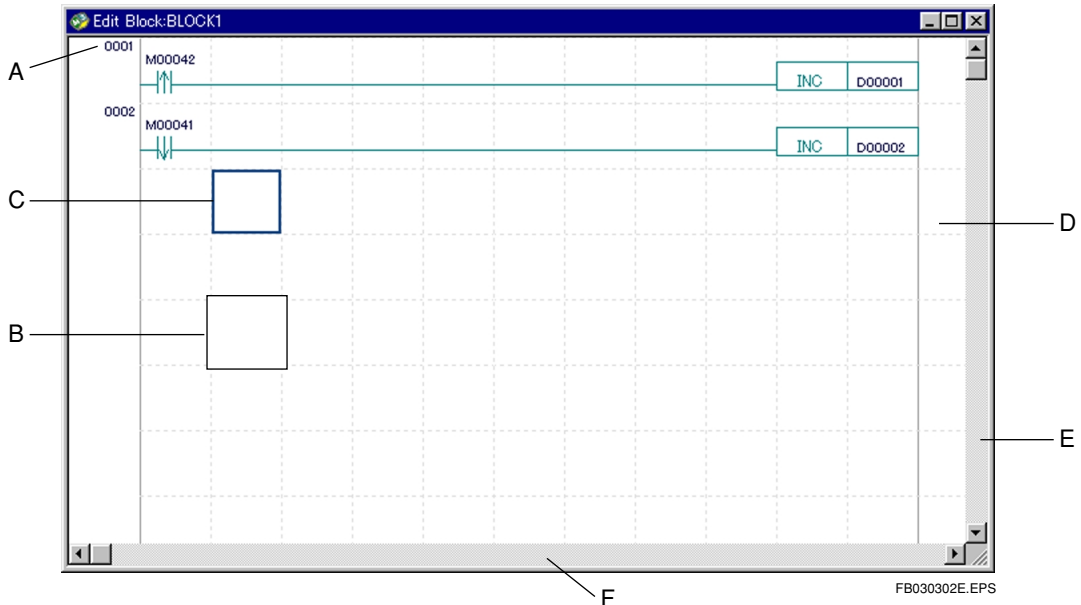 Edit Block:BLOCK1
0001
A
M00042
INC D00001
0002
M00041
INC D00002
C
D
B
E
F
FB030302E.EPS